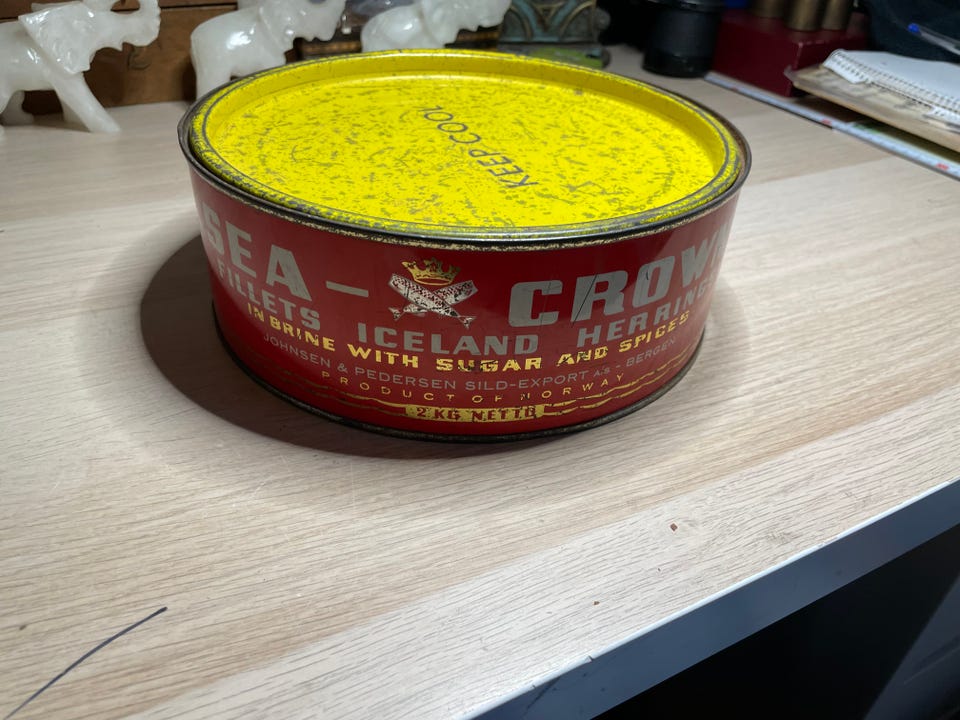 KEEP COOL
SEA - CROWN
FILLETS ICELAND HERRING
IN BRINE WITH SUGAR AND SPICES
JOHNSEN & PEDERSEN SILD-EXPORT A/S - BERGEN
PRODUCT OF NORWAY
2 KG NETTO